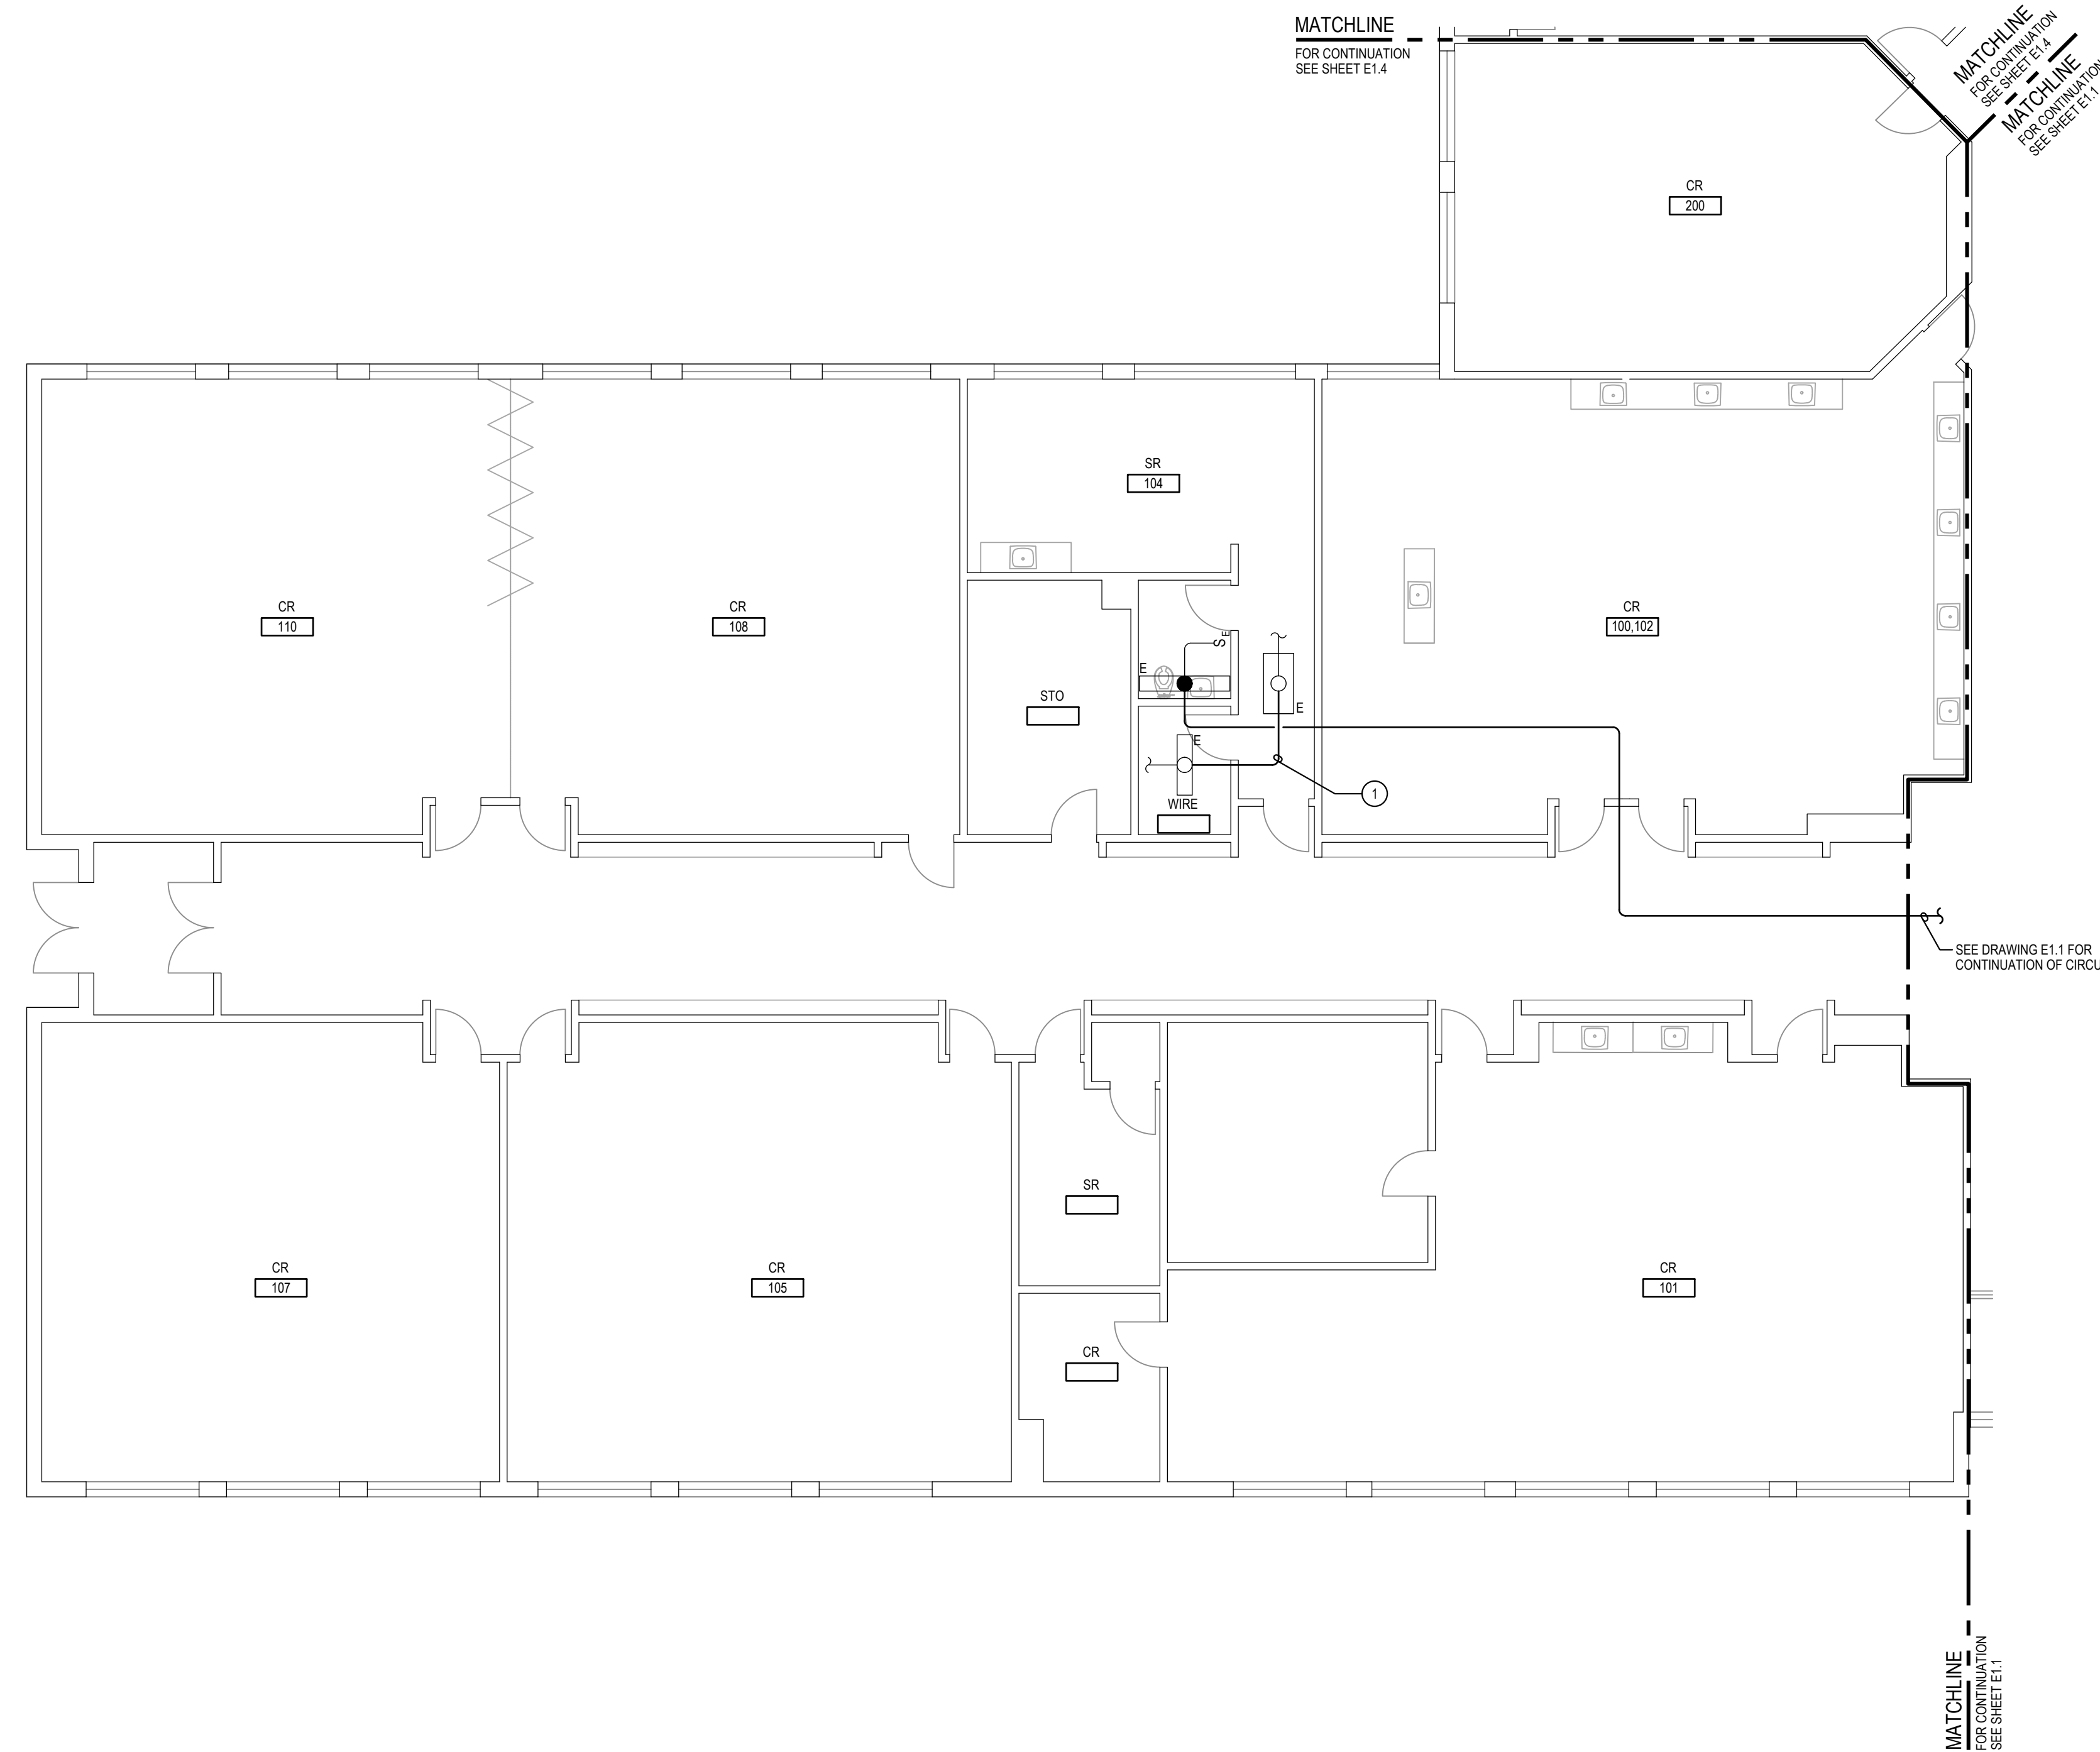 MATCHLINE
FOR CONTINUATION
SEE SHEET E1.4
MATCHLINE
FOR CONTINUATION
SEE SHEET E1.4
MATCHLINE
FOR CONTINUATION
SEE SHEET E1.1
CR
200
SR
104
CR
110
CR
108
CR
100,102
S E
E
STO
E
E
WIRE
1
SEE DRAWING E1.1 FOR
CONTINUATION OF CIRCU
SR
CR
107
CR
105
CR
101
CR
MATCHLINE
FOR CONTINUATION
SEE SHEET E1.1